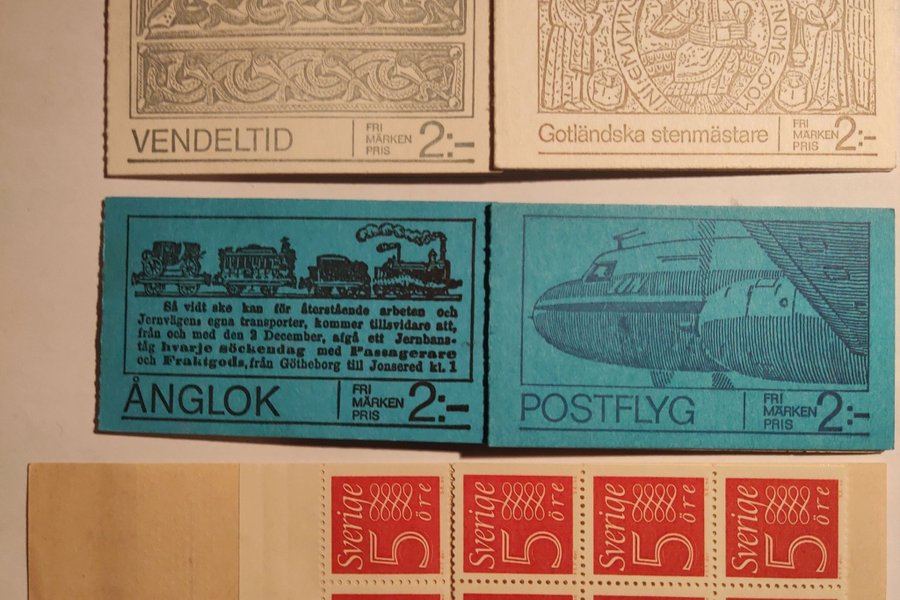 VENDELTID
FRI
MÄRKEN
PRIS
2:-
NOMEZCOM
Gotländska stenmästare
FRI
MÄRKEN
PRIS
2:-
Så vidt ske kan för återstående arbeten och
Jernvägens egna transporter, kommer tillsvidare att,
från och med den 2 December, afgå ett Jernbans-
tåg hvarje söckendag med Passagerare
och Fraktgods, från Götheborg till Jonsered kl. 1
ÅNGLOK
FRI
MÄRKEN
PRIS
2:-
POSTFLYG
FRI
MÄRKEN
PRIS
2:-
Sverige
5 öre
Sverige
5 öre
Sverige
5 öre
Sverige
5 öre